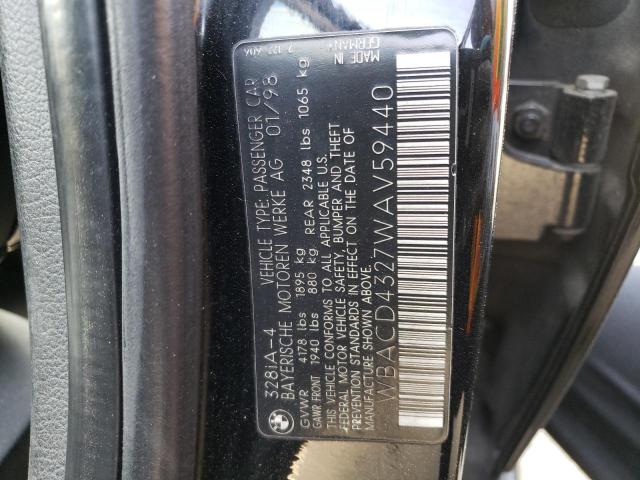 328iA-4 VEHICLE TYPE: PASSENGER CAR
BAYERISCHE MOTOREN WERKE AG 01/98
GVWR 4178 lbs 1895 kg
GAWR FRONT 1940 lbs 880 kg REAR 2348 lbs 1065 kg
THIS VEHICLE CONFORMS TO ALL APPLICABLE U.S.
FEDERAL MOTOR VEHICLE SAFETY, BUMPER AND THEFT
PREVENTION STANDARDS IN EFFECT ON THE DATE OF
MANUFACTURE SHOWN ABOVE.
WBACD4327WAV59440
MADE IN
GERMANY